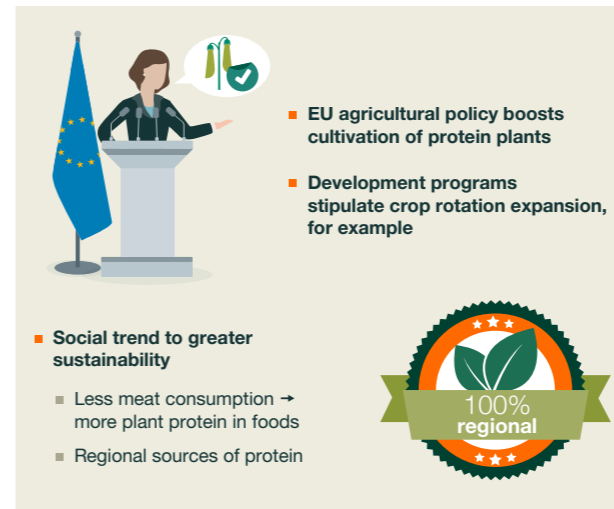 EU agricultural policy boosts
cultivation of protein plants
Development programs
stipulate crop rotation expansion,
for example
Social trend to greater
sustainability
Less meat consumption →
more plant protein in foods
Regional sources of protein
100%
regional